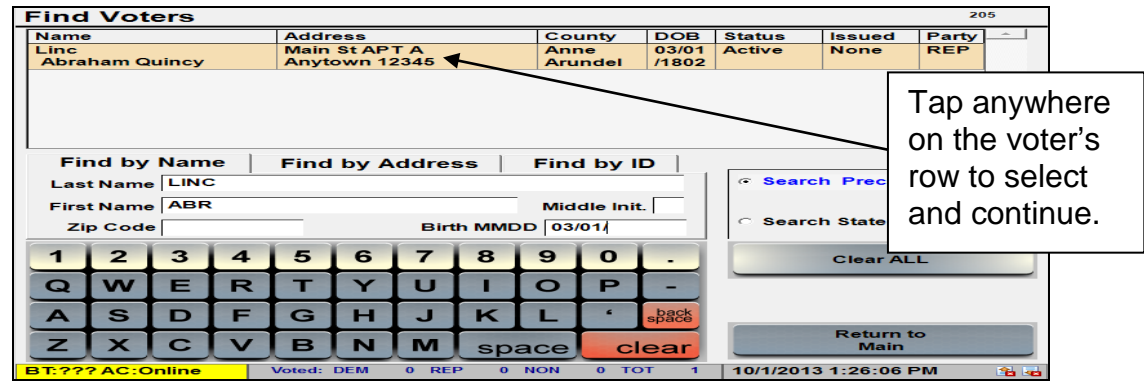 Find Voters 205
Name Address County DOB Status Issued Party
Linc Main St APT A Anne 03/01 Active None REP
Abraham Quincy Anytown 12345 Arundel /1802
Tap anywhere
on the voter's
row to select
and continue.
Find by Name Find by Address Find by ID
Last Name LINC
First Name ABR Middle Init.
Zip Code Birth MMDD 03/01/
Search Prec
Search State
1 2 3 4 5 6 7 8 9 0 .
Q W E R T Y U I O P -
A S D F G H J K L ‘ back space
Z X C V B N M space clear
Clear ALL
Return to
Main
BT:??? AC:Online Voted: DEM 0 REP 0 NON 0 TOT 1 10/1/2013 1:26:06 PM